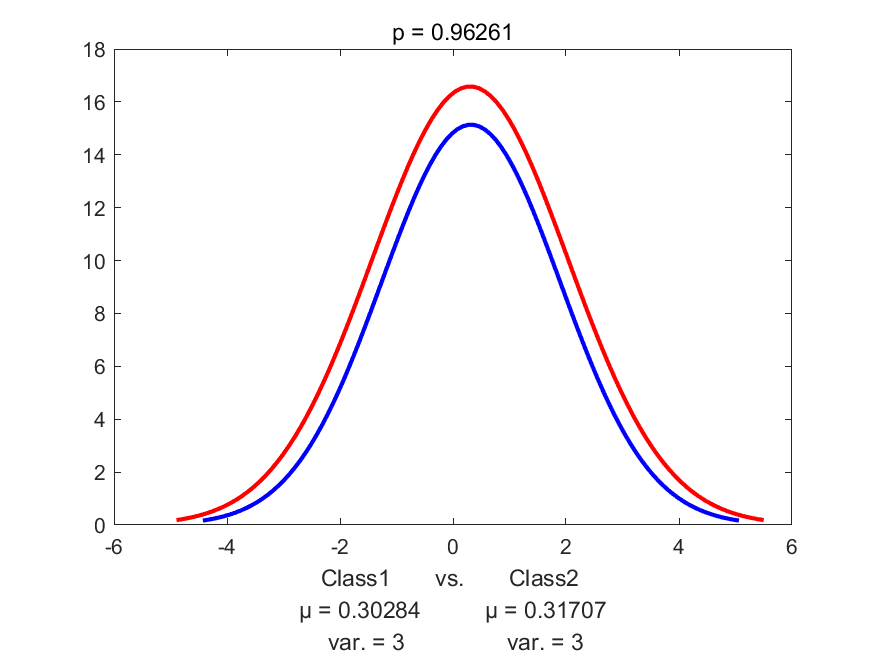 p = 0.96261
18
16
14
12
10
8
6
4
2
0
-6 -4 -2 0 2 4 6
Class1 vs. Class2
μ = 0.30284 μ = 0.31707
var. = 3 var. = 3